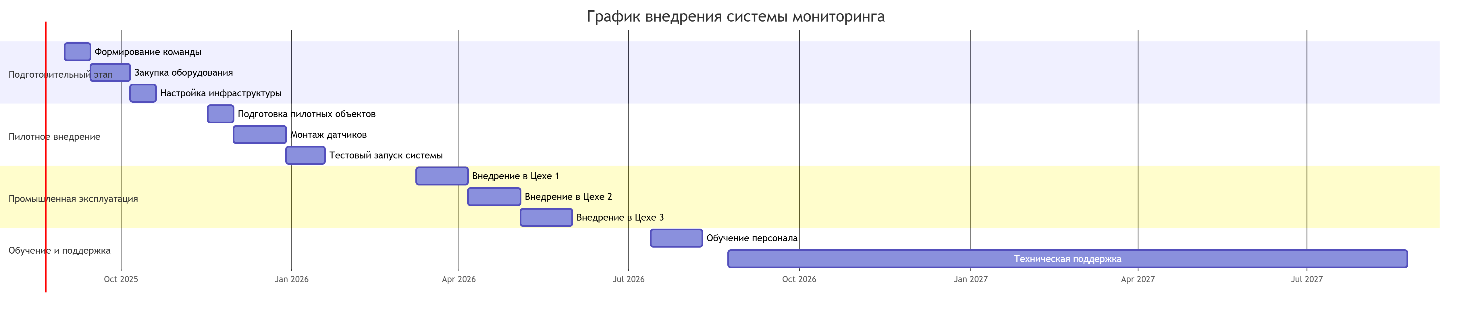 График внедрения системы мониторинга
Формирование команды
Подготовительный этап
Закупка оборудования
Настройка инфраструктуры
Подготовка пилотных объектов
Пилотное внедрение
Монтаж датчиков
Тестовый запуск системы
Внедрение в Цехе 1
Промышленная эксплуатация
Внедрение в Цехе 2
Внедрение в Цехе 3
Обучение персонала
Обучение и поддержка
Техническая поддержка
Oct 2025 Jan 2026 Apr 2026 Jul 2026 Oct 2026 Jan 2027 Apr 2027 Jul 2027